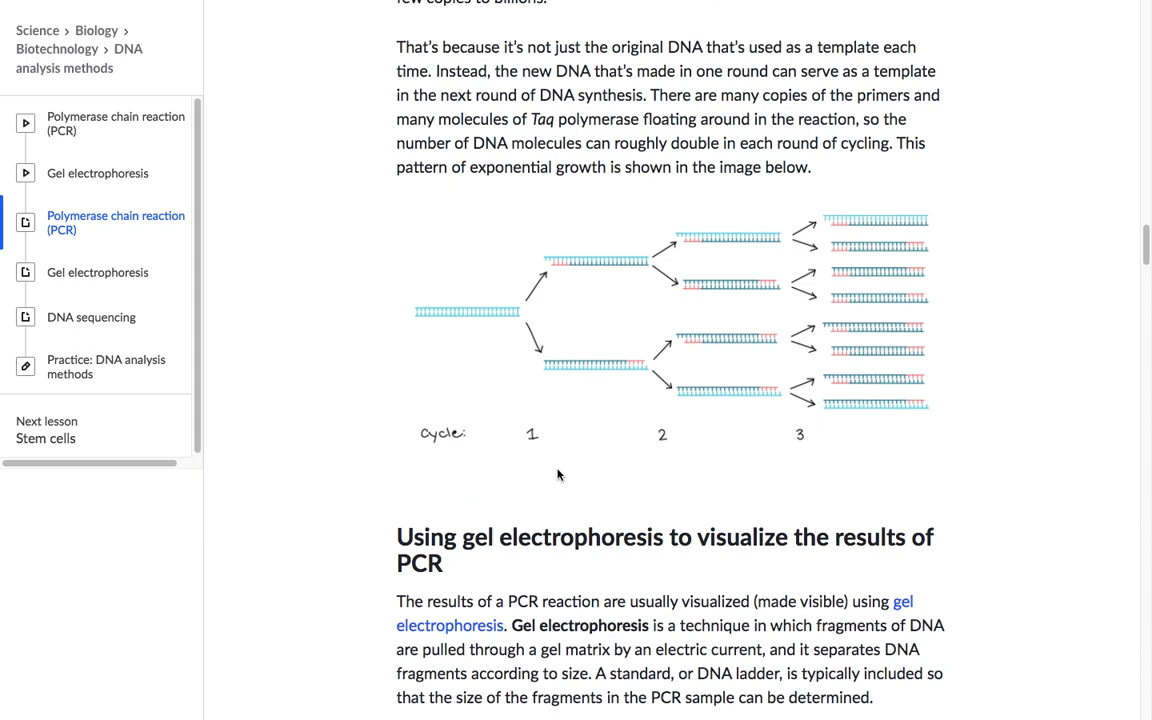 Science › Biology ›
Biotechnology › DNA
analysis methods
Polymerase chain reaction
(PCR)
Gel electrophoresis
Polymerase chain reaction
(PCR)
Gel electrophoresis
DNA sequencing
Practice: DNA analysis
methods
Next lesson
Stem cells
few copies to billions.
That's because it's not just the original DNA that's used as a template each
time. Instead, the new DNA that's made in one round can serve as a template
in the next round of DNA synthesis. There are many copies of the primers and
many molecules of Taq polymerase floating around in the reaction, so the
number of DNA molecules can roughly double in each round of cycling. This
pattern of exponential growth is shown in the image below.
cycle: 1 2 3
Using gel electrophoresis to visualize the results of
PCR
The results of a PCR reaction are usually visualized (made visible) using gel
electrophoresis. Gel electrophoresis is a technique in which fragments of DNA
are pulled through a gel matrix by an electric current, and it separates DNA
fragments according to size. A standard, or DNA ladder, is typically included so
that the size of the fragments in the PCR sample can be determined.